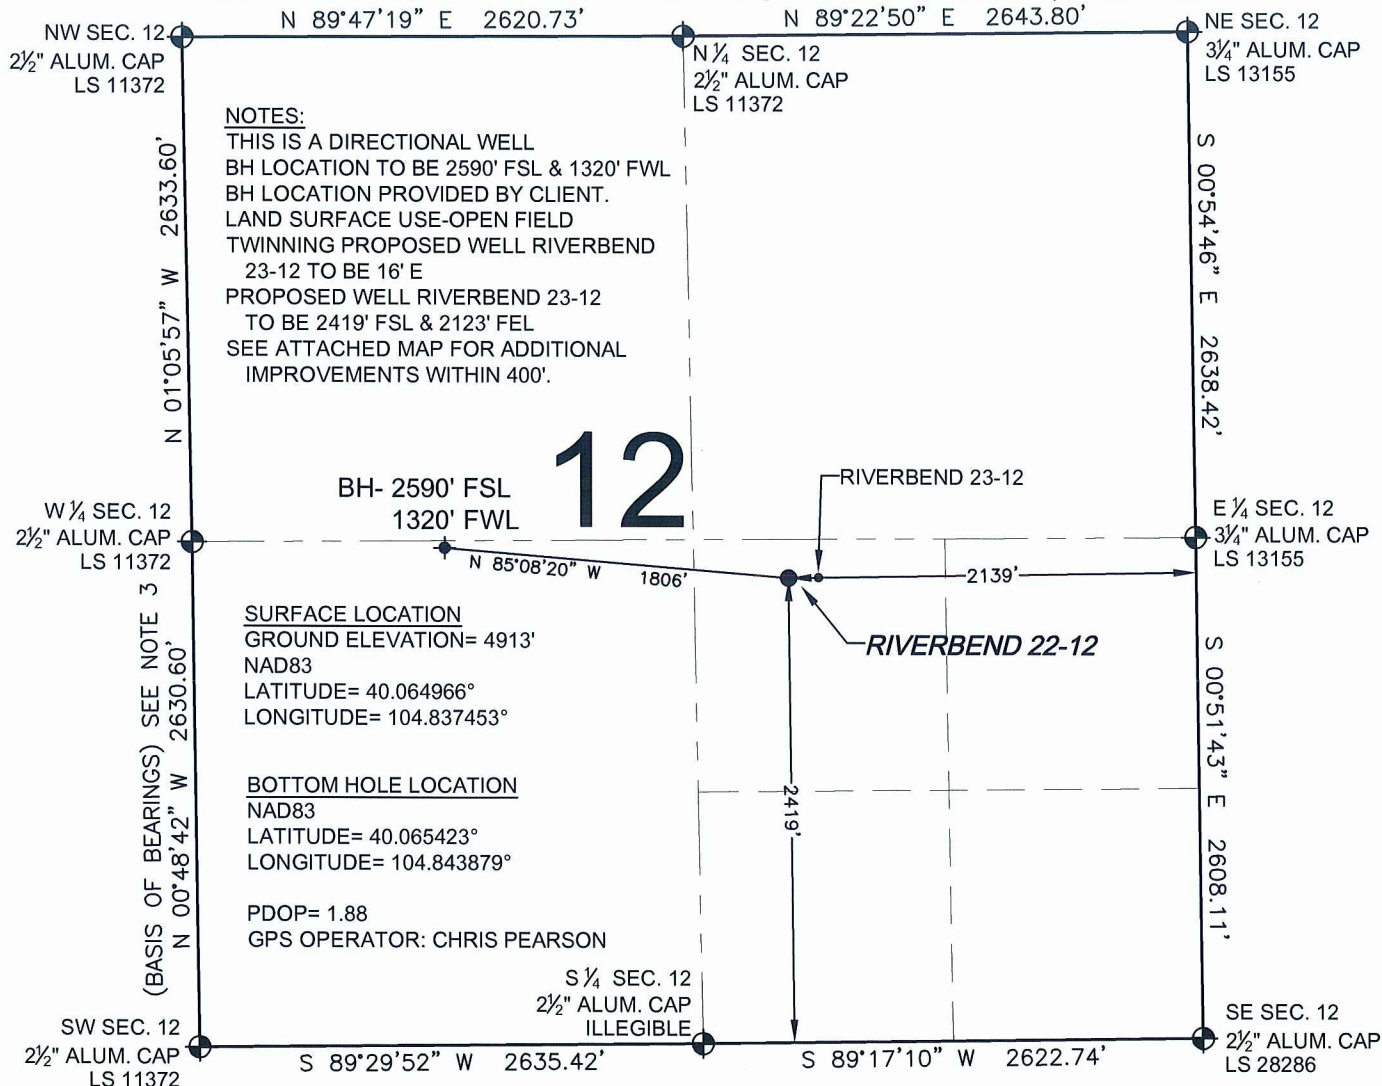 N 89°47'19" E 2620.73'
N 89°22'50" E 2643.80'
NW SEC. 12
2½" ALUM. CAP
LS 11372
N ¼ SEC. 12
2½" ALUM. CAP
LS 11372
NE SEC. 12
3¼" ALUM. CAP
LS 13155
NOTES:
THIS IS A DIRECTIONAL WELL
BH LOCATION TO BE 2590' FSL & 1320' FWL
BH LOCATION PROVIDED BY CLIENT.
LAND SURFACE USE-OPEN FIELD
TWINNING PROPOSED WELL RIVERBEND
23-12 TO BE 16' E
PROPOSED WELL RIVERBEND 23-12
TO BE 2419' FSL & 2123' FEL
SEE ATTACHED MAP FOR ADDITIONAL
IMPROVEMENTS WITHIN 400'.
N 01°05'57" W 2633.60'
S 00°54'46" E 2638.42'
12
BH- 2590' FSL
1320' FWL
RIVERBEND 23-12
W ¼ SEC. 12
2½" ALUM. CAP
LS 11372
E ¼ SEC. 12
3¼" ALUM. CAP
LS 13155
N 85°08'20" W 1806'
2139'
RIVERBEND 22-12
SURFACE LOCATION
GROUND ELEVATION= 4913'
NAD83
LATITUDE= 40.064966°
LONGITUDE= 104.837453°
BOTTOM HOLE LOCATION
NAD83
LATITUDE= 40.065423°
LONGITUDE= 104.843879°
PDOP= 1.88
GPS OPERATOR: CHRIS PEARSON
2419'
(BASIS OF BEARINGS) SEE NOTE 3
N 00°48'42" W 2630.60'
S 00°51'43" E 2608.11'
S ¼ SEC. 12
2½" ALUM. CAP
ILLEGIBLE
SW SEC. 12
2½" ALUM. CAP
LS 11372
S 89°29'52" W 2635.42'
S 89°17'10" W 2622.74'
SE SEC. 12
2½" ALUM. CAP
LS 28286